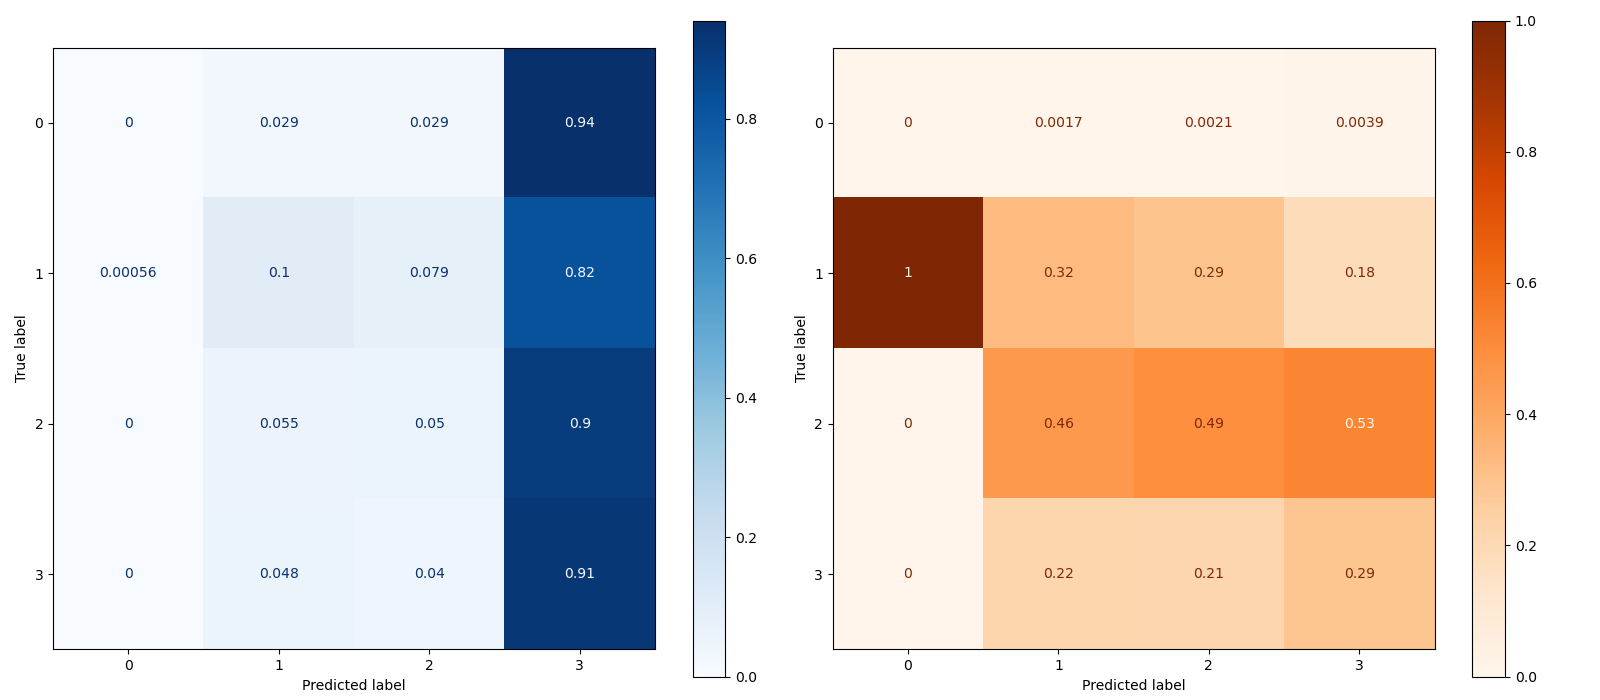 0 0 0.029 0.029 0.94
1 0.00056 0.1 0.079 0.82
2 0 0.055 0.05 0.9
3 0 0.048 0.04 0.91
0 1 2 3
Predicted label
True label
0.8
0.6
0.4
0.2
0.0
0 0 0.0017 0.0021 0.0039
1 1 0.32 0.29 0.18
2 0 0.46 0.49 0.53
3 0 0.22 0.21 0.29
0 1 2 3
Predicted label
True label
1.0
0.8
0.6
0.4
0.2
0.0